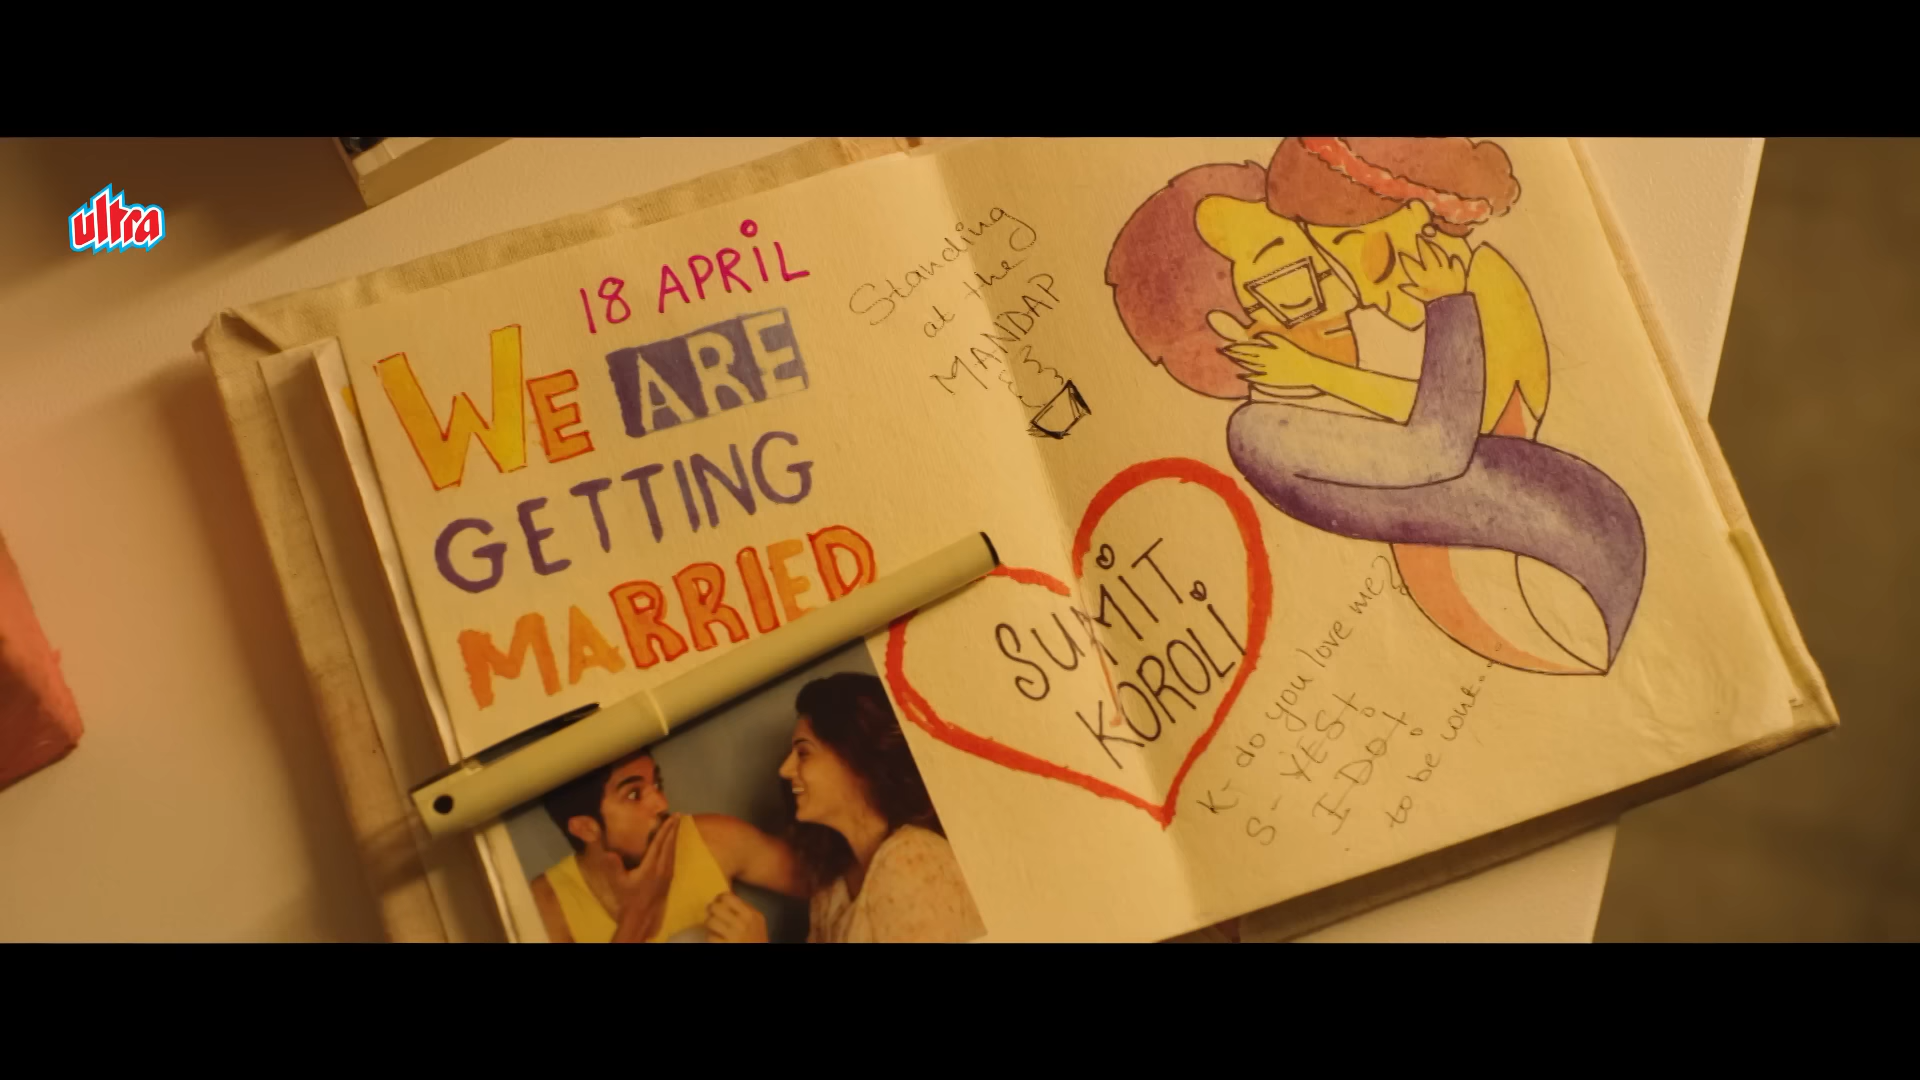 ultra
18 APRIL
WE ARE
GETTING
MARRIED
Standing
at the
MANDAP
SUMIT
KOROLI
K- do you love me?
S- YES!
I DO!
to be cont...